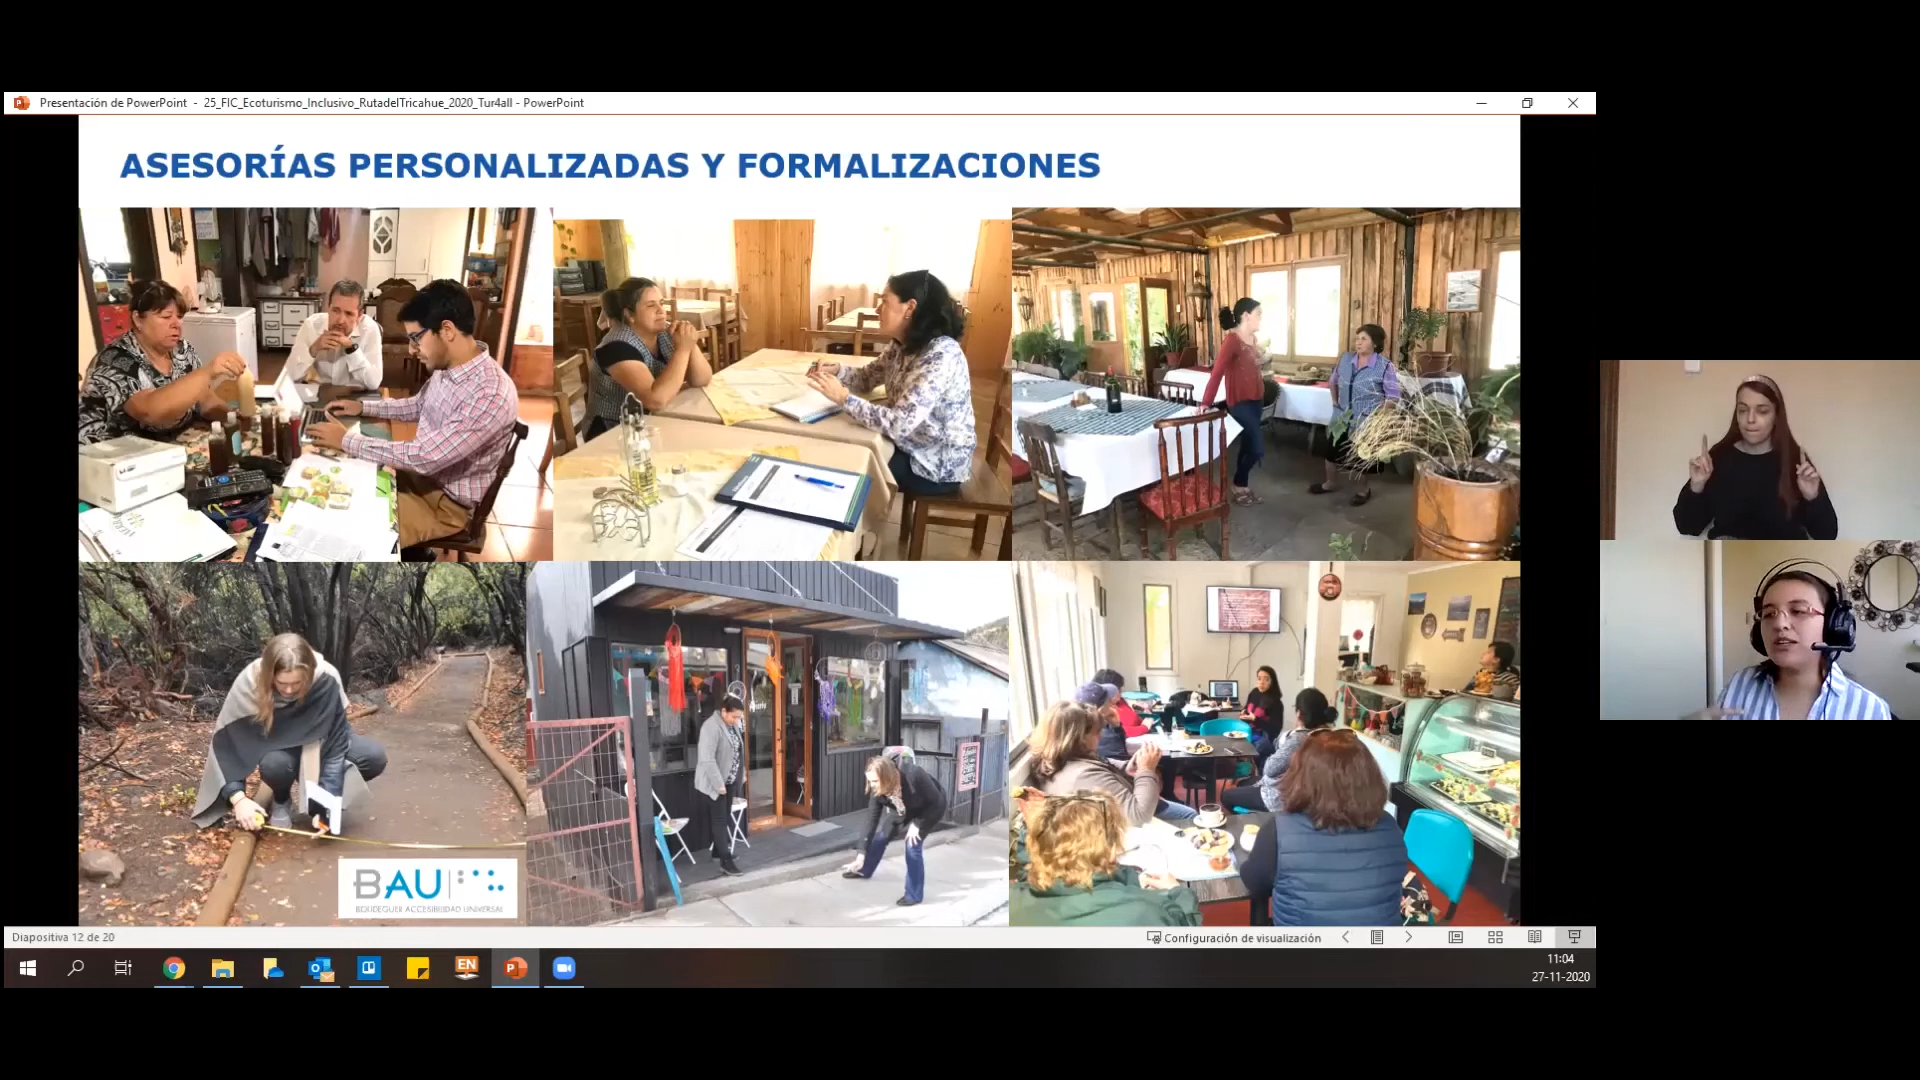 Presentación de PowerPoint - 25_FIC_Ecoturismo_Inclusivo_RutadelTricahue_2020_Tur4all - PowerPoint
ASESORÍAS PERSONALIZADAS Y FORMALIZACIONES
BAU
ACCESIBILIDAD UNIVERSAL
Diapositiva 12 de 20
Configuración de visualización
EN
11:04
27-11-2020